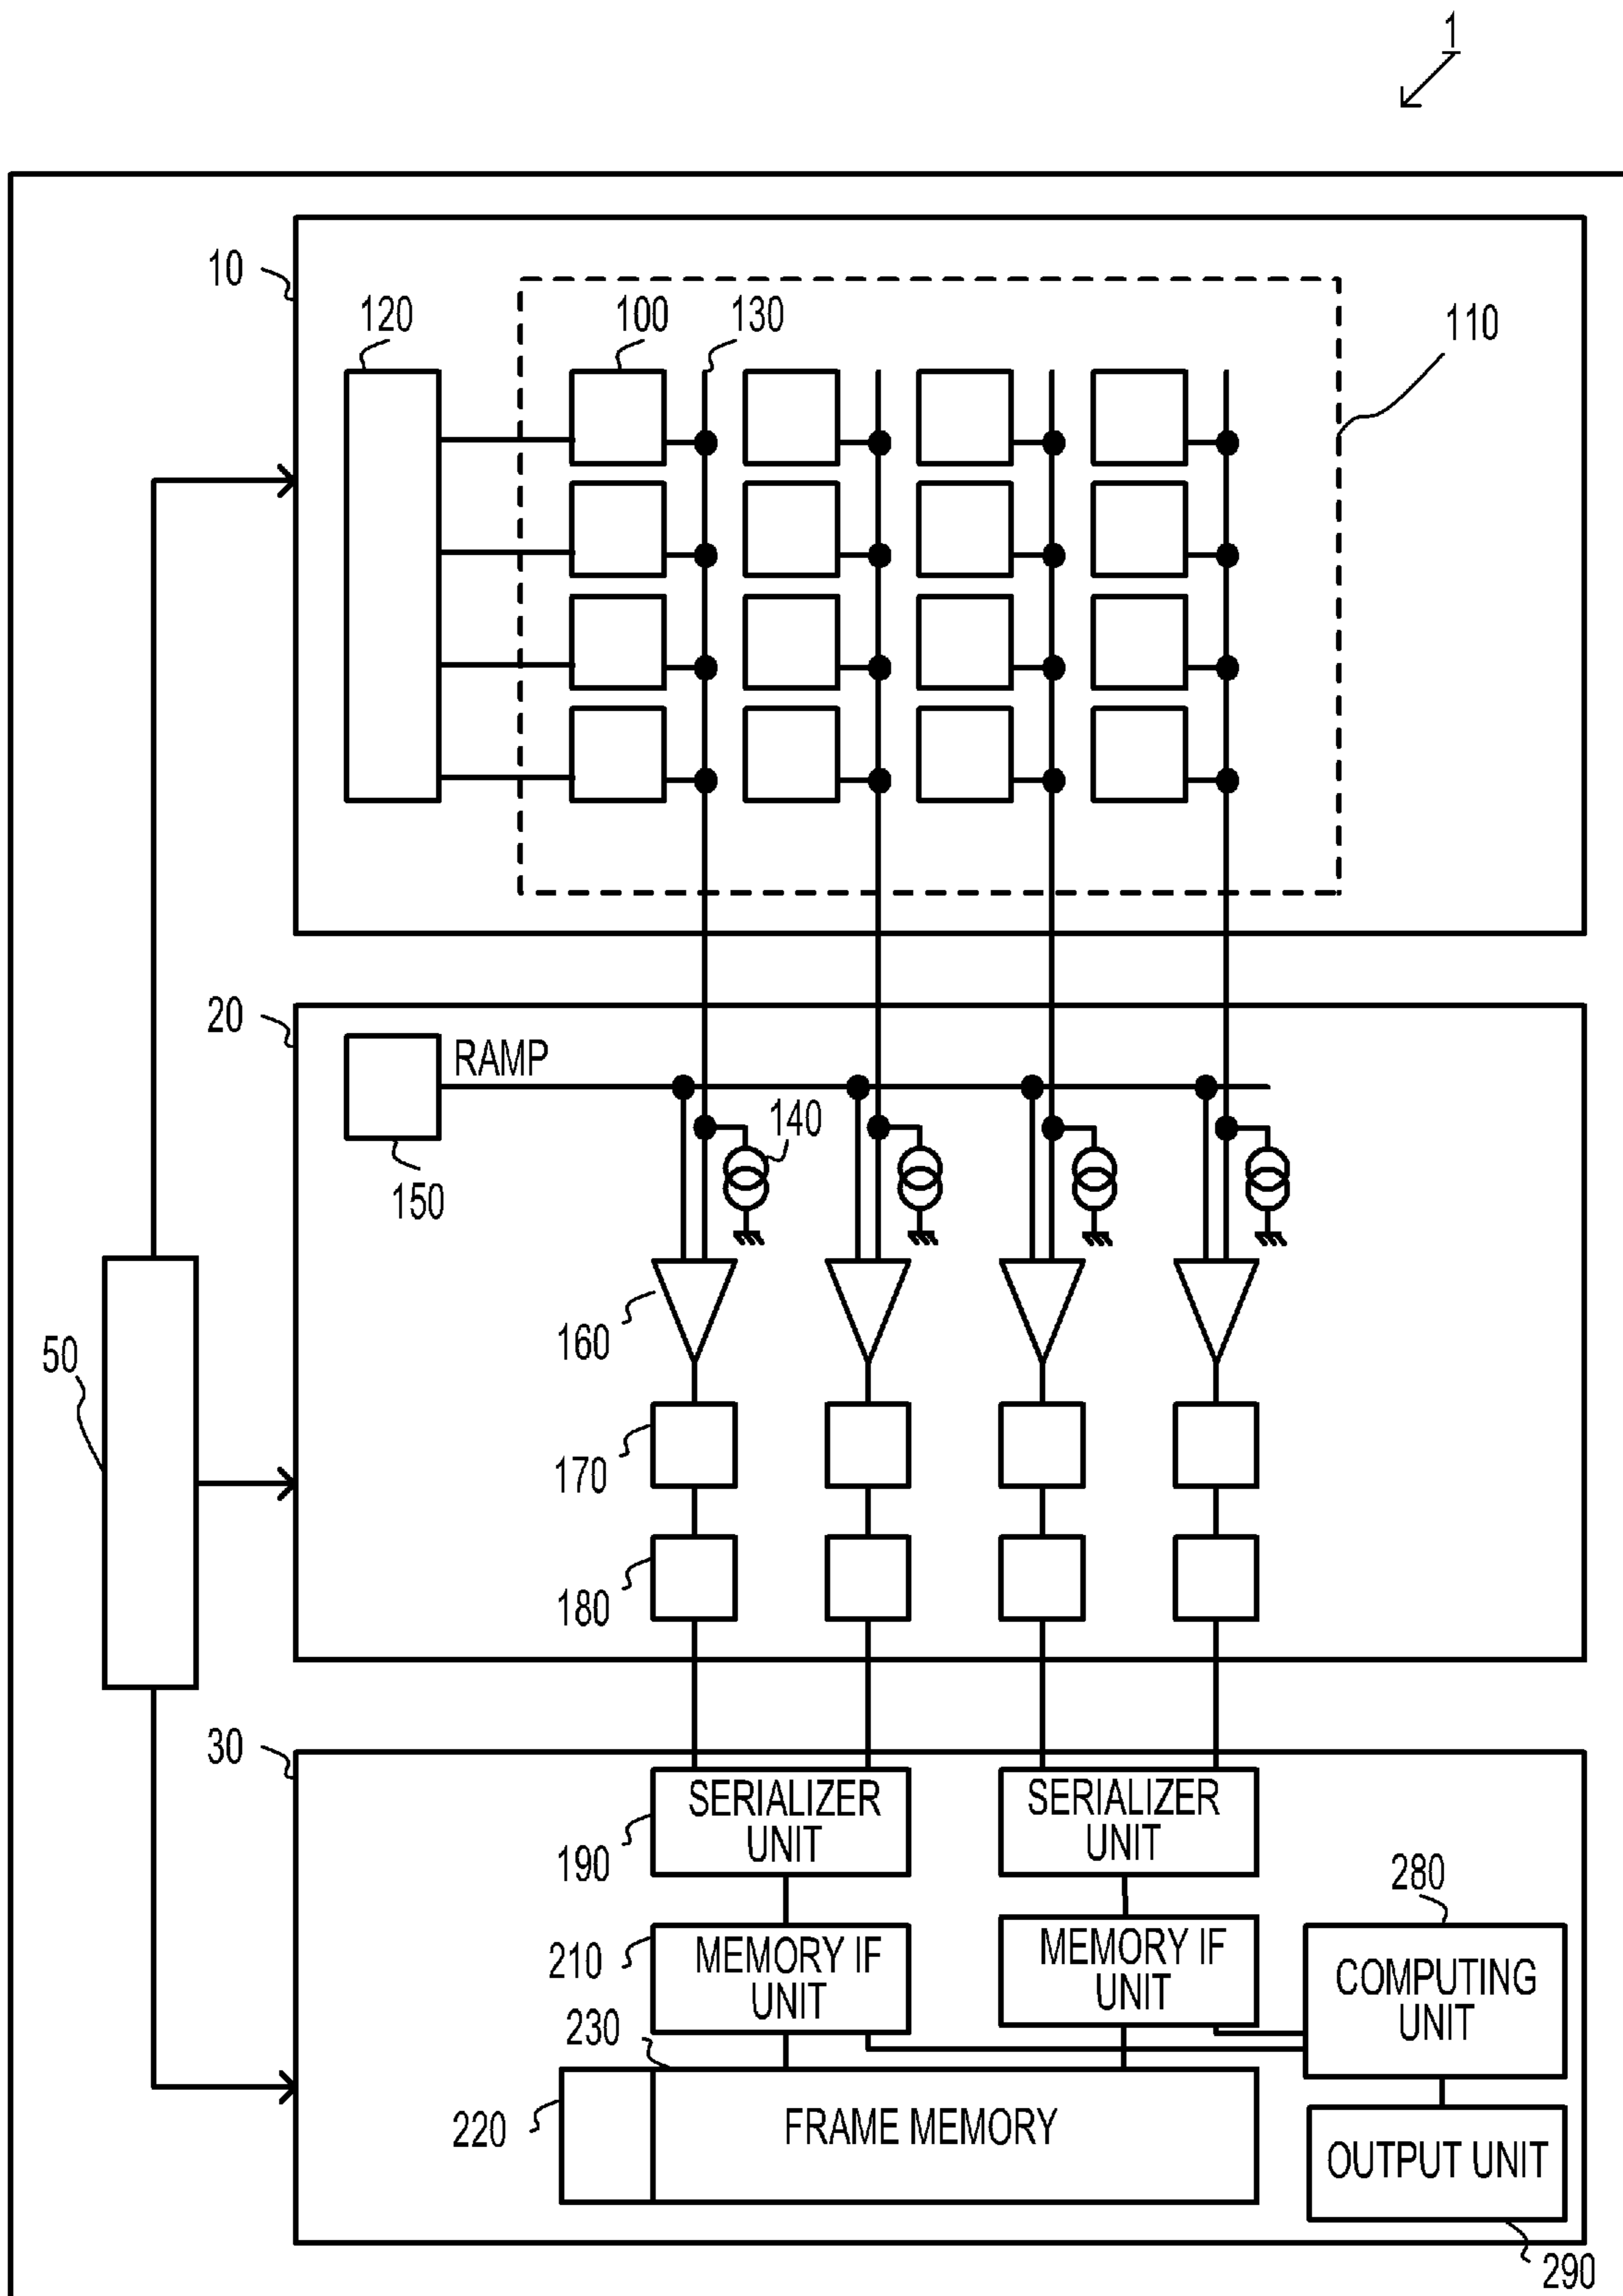 1
10
120
100
130
110
20
RAMP
140
150
160
50
170
180
30
SERIALIZER
UNIT
SERIALIZER
UNIT
190
280
210
MEMORY IF
UNIT
MEMORY IF
UNIT
COMPUTING
UNIT
230
220
FRAME MEMORY
OUTPUT UNIT
290